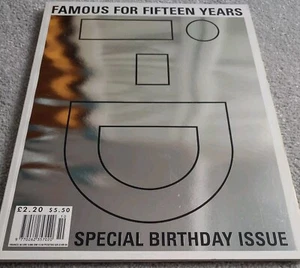 FAMOUS FOR FIFTEEN YEARS
£2.20 $5.50
SPECIAL BIRTHDAY ISSUE